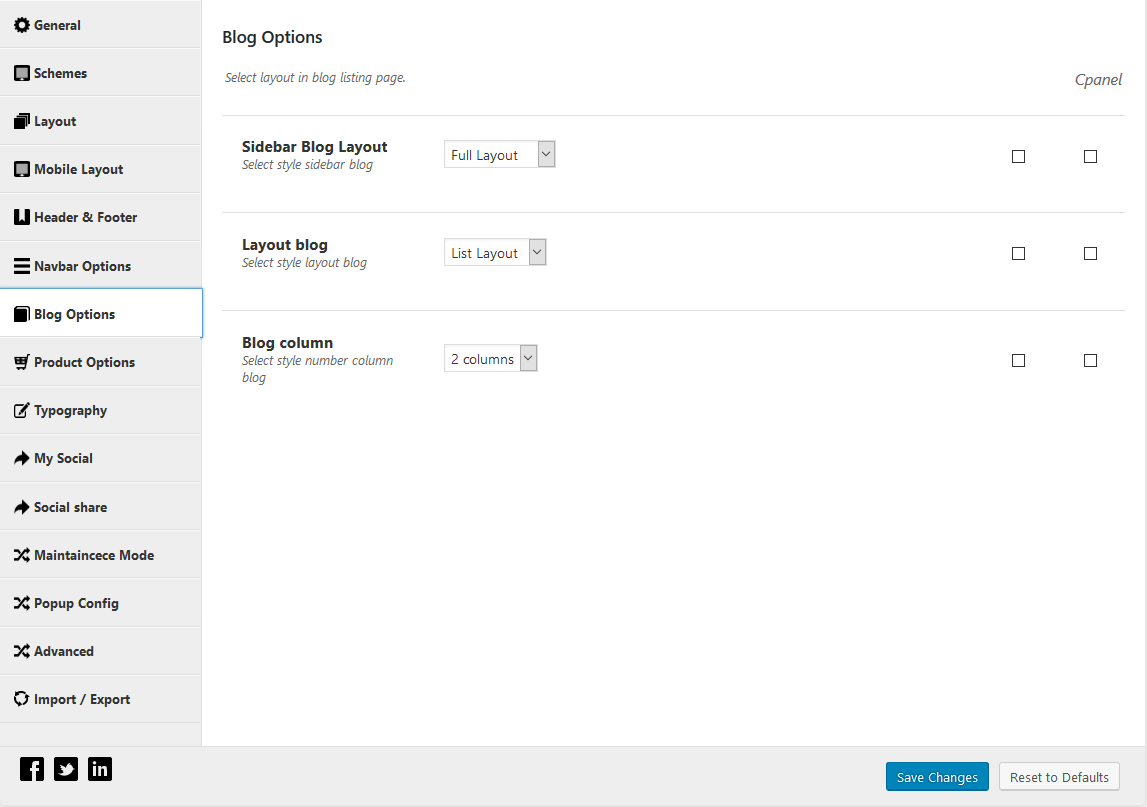 General
Schemes
Layout
Mobile Layout
Header & Footer
Navbar Options
Blog Options
Product Options
Typography
My Social
Social share
Maintaincece Mode
Popup Config
Advanced
Import / Export
Blog Options
Select layout in blog listing page.
Cpanel
Sidebar Blog Layout
Select style sidebar blog
Full Layout
Layout blog
Select style layout blog
List Layout
Blog column
Select style number column
blog
2 columns
Save Changes
Reset to Defaults